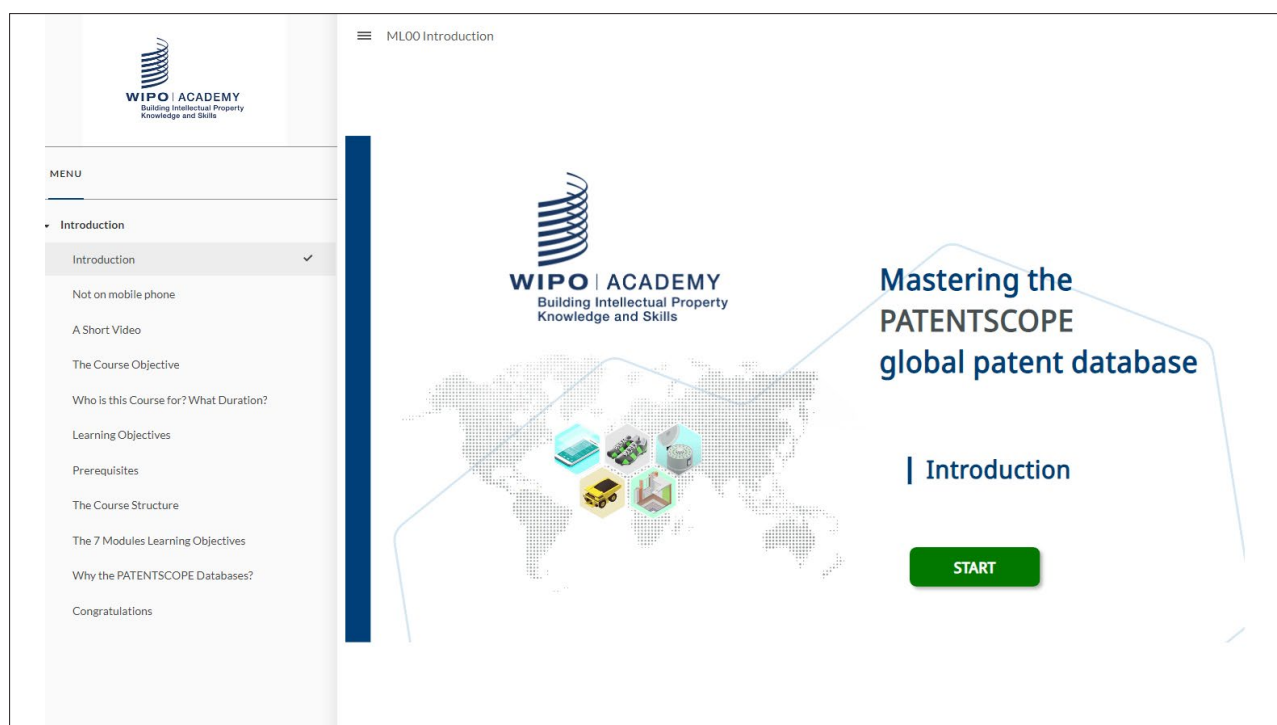 WIPO | ACADEMY
Building Intellectual Property
Knowledge and Skills
MENU
Introduction
Introduction
Not on mobile phone
A Short Video
The Course Objective
Who is this Course for? What Duration?
Learning Objectives
Prerequisites
The Course Structure
The 7 Modules Learning Objectives
Why the PATENTSCOPE Databases?
Congratulations
ML00 Introduction
WIPO | ACADEMY
Building Intellectual Property
Knowledge and Skills
Mastering the
PATENTSCOPE
global patent database
Introduction
START